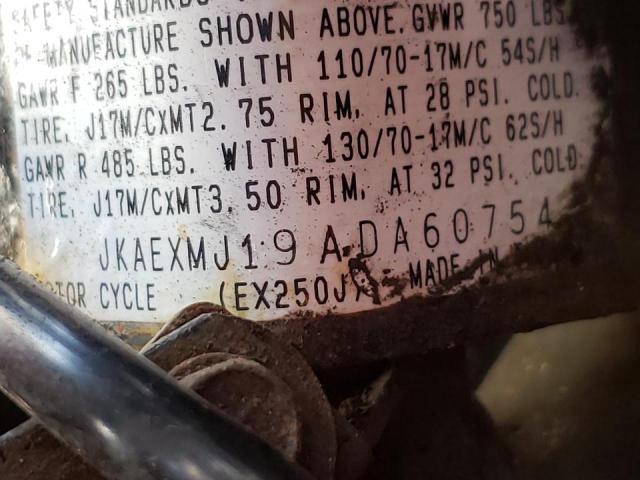 SAFETY STANDARDS
MANUFACTURE SHOWN ABOVE. GVWR 750 LBS
GAWR F 265 LBS. WITH 110/70-17M/C 54S/H
TIRE, J17M/CxMT2.75 RIM, AT 28 PSI. COLD.
GAWR R 485 LBS. WITH 130/70-17M/C 62S/H
TIRE, J17M/CxMT3.50 RIM, AT 32 PSI. COLD.
JKAEXMJ19ADA60754
CYCLE (EX250J) MADE IN